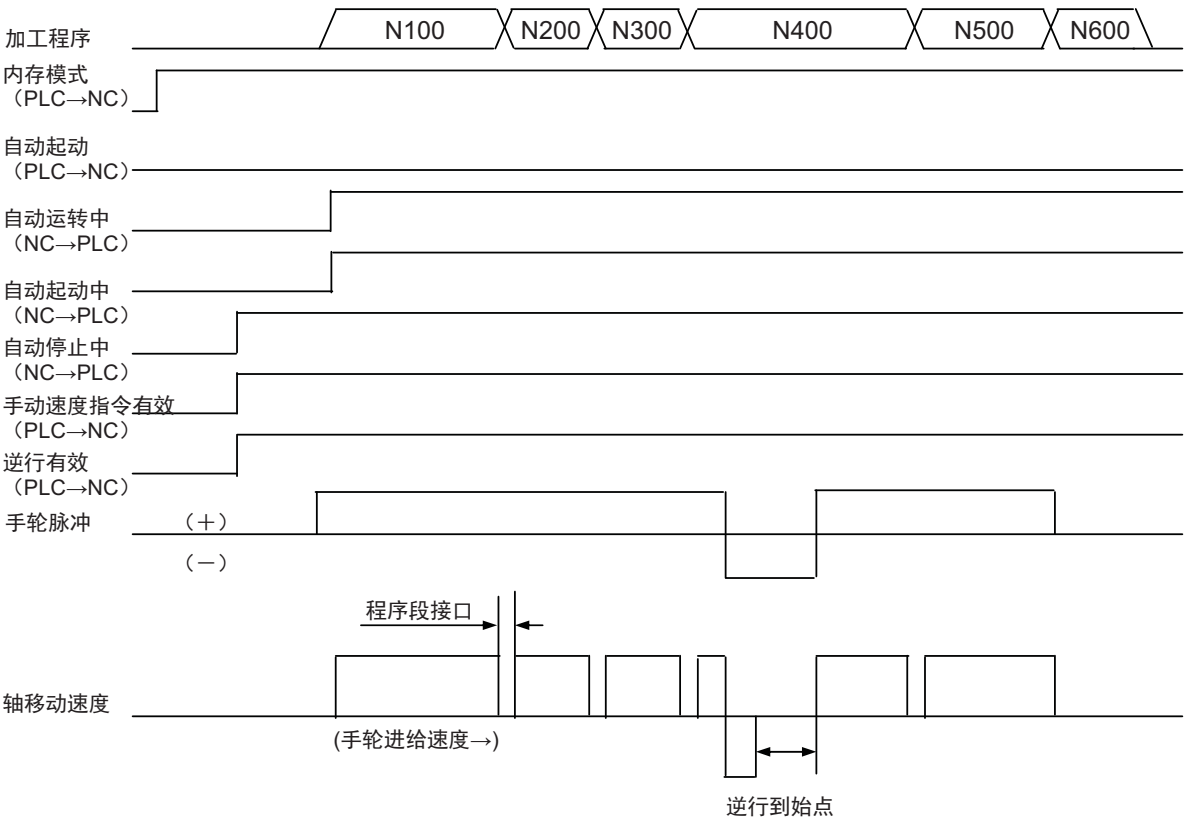 加工程序 N100 N200 N300 N400 N500 N600
内存模式
（PLC→NC）
自动起动
（PLC→NC）
自动运转中
（NC→PLC）
自动起动中
（NC→PLC）
自动停止中
（NC→PLC）
手动速度指令有效
（PLC→NC）
逆行有效
（PLC→NC）
手轮脉冲 （＋）
（－）
程序段接口
轴移动速度
(手轮进给速度→)
逆行到始点